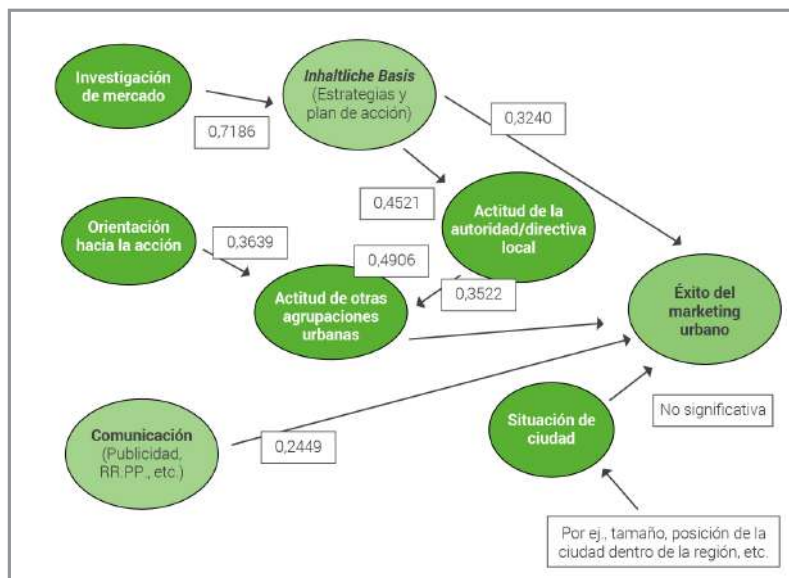 Investigación
de mercado
0,7186
Inhaltliche Basis
(Estrategias y
plan de acción)
0,3240
0,4521
Actitud de la
autoridad/directiva
local
Orientación
hacia la acción
0,3639
0,4906
0,3522
Actitud de otras
agrupaciones
urbanas
Éxito del
marketing
urbano
Comunicación
(Publicidad,
RR.PP., etc.)
0,2449
Situación de
ciudad
No significativa
Por ej., tamaño, posición de la
ciudad dentro de la región, etc.